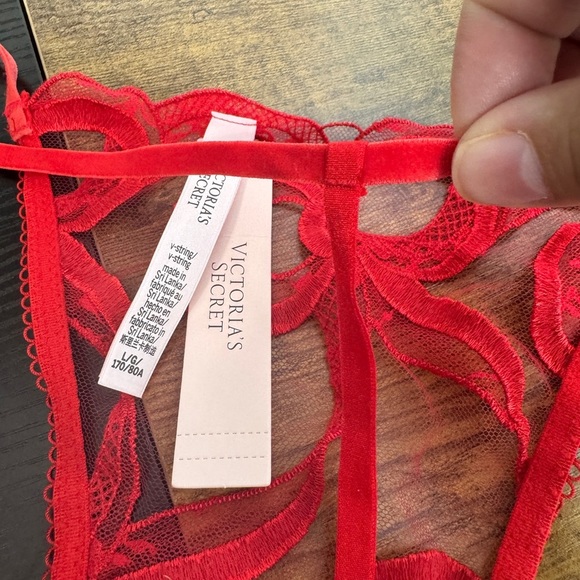 VICTORIA'S
SECRET
v-string/
v-string
made in
Sri Lanka/
fabriqué au
Sri Lanka/
hecho en
Sri Lanka/
fabbricato in
Sri Lanka/
斯里兰卡制造
L/G/
170/80A
VICTORIA'S
SECRET